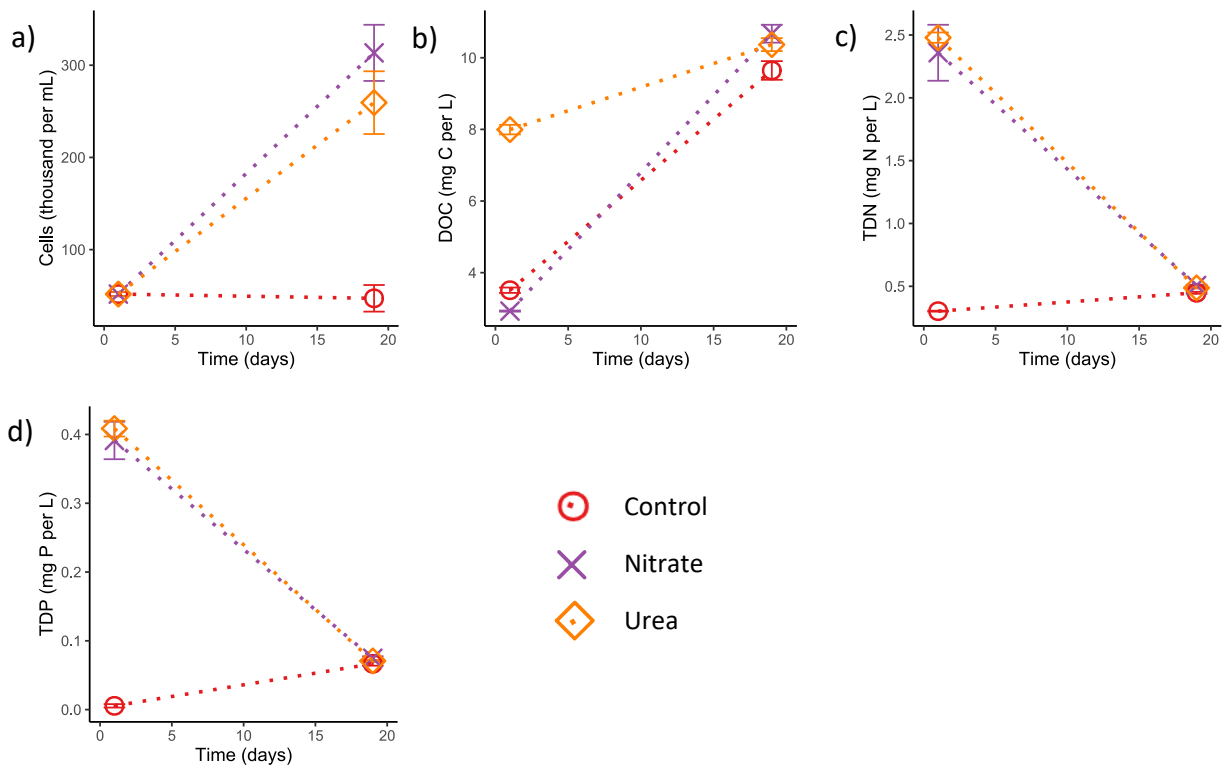 a)
300
200
100
Cells (thousand per mL)
0 5 10 15 20
Time (days)
b)
10
8
6
4
DOC (mg C per L)
0 5 10 15 20
Time (days)
c)
2.5
2.0
1.5
1.0
0.5
TDN (mg N per L)
0 5 10 15 20
Time (days)
d)
0.4
0.3
0.2
0.1
0.0
TDP (mg P per L)
0 5 10 15 20
Time (days)
Control
Nitrate
Urea